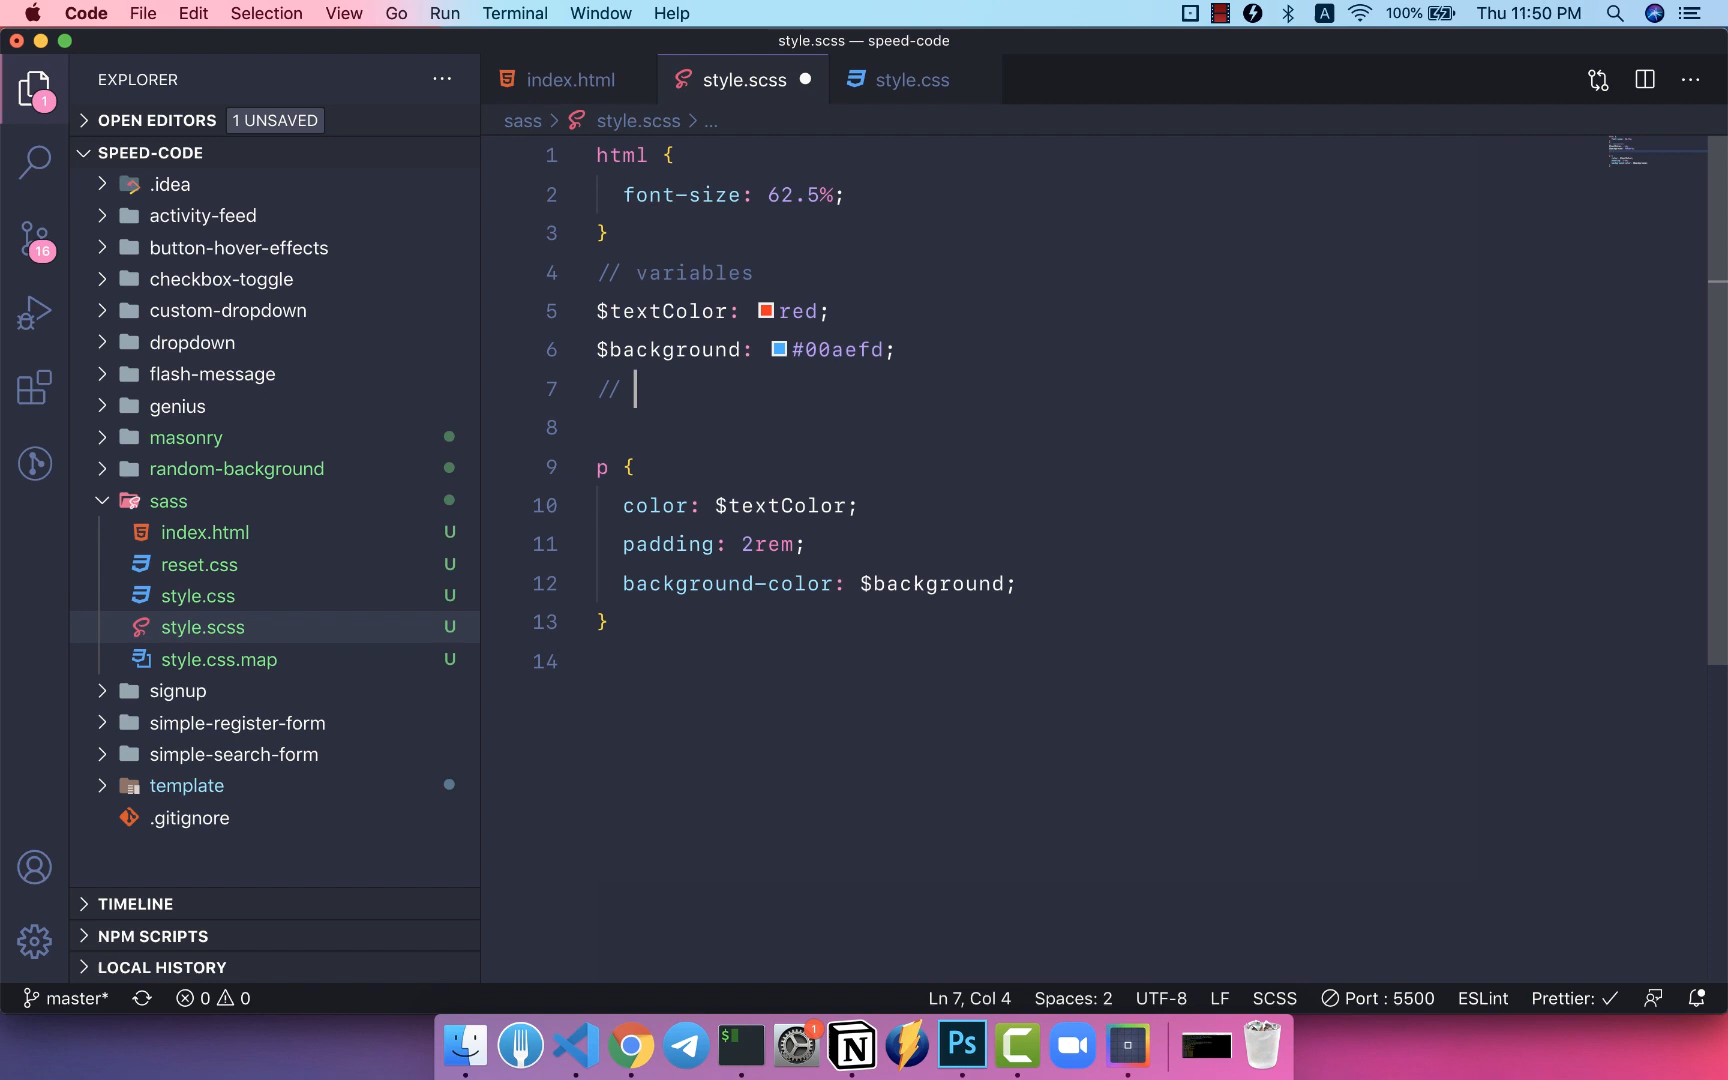 Code File Edit Selection View Go Run Terminal Window Help
A 100% Thu 11:50 PM
style.scss — speed-code
EXPLORER
1
index.html
style.scss
style.css
OPEN EDITORS 1 UNSAVED
sass > style.scss > ...
SPEED-CODE
.idea
activity-feed
button-hover-effects
16
checkbox-toggle
custom-dropdown
dropdown
flash-message
genius
masonry
random-background
sass
index.html U
reset.css U
style.css U
style.scss U
style.css.map U
signup
simple-register-form
simple-search-form
template
.gitignore
TIMELINE
NPM SCRIPTS
LOCAL HISTORY
1 html {
2 font-size: 62.5%;
3 }
4 // variables
5 $textColor: red;
6 $background: #00aefd;
7 //
8
9 p {
10 color: $textColor;
11 padding: 2rem;
12 background-color: $background;
13 }
14
master* 0 0 Ln 7, Col 4 Spaces: 2 UTF-8 LF SCSS Port : 5500 ESLint Prettier: ✓
$ 1 N Ps C